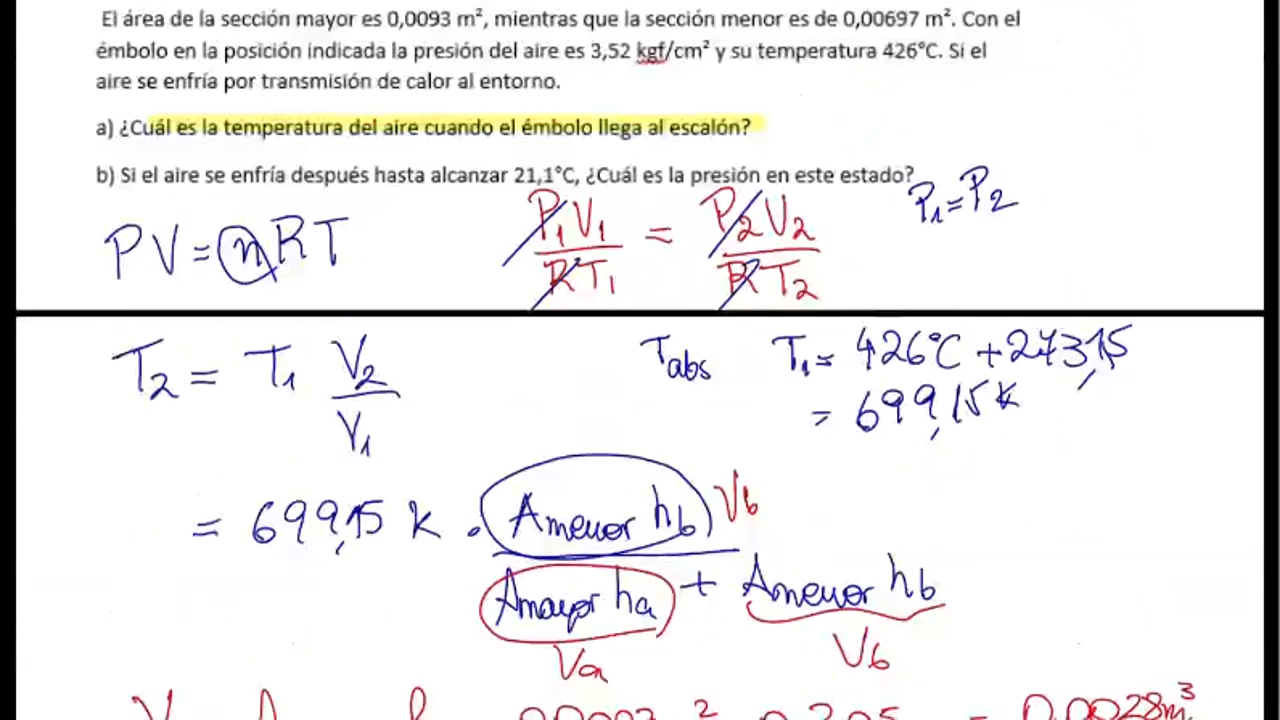 El área de la sección mayor es 0,0093 m², mientras que la sección menor es de 0,00697 m². Con el
émbolo en la posición indicada la presión del aire es 3,52 kgf/cm² y su temperatura 426°C. Si el
aire se enfría por transmisión de calor al entorno.
a) ¿Cuál es la temperatura del aire cuando el émbolo llega al escalón?
b) Si el aire se enfría después hasta alcanzar 21,1°C, ¿Cuál es la presión en este estado?
P₁=P₂
PV=nRT
P₁V₁/RT₁ = P₂V₂/RT₂
T₂ = T₁ V₂/V₁
Tabs T₁= 426°C +273,15
= 699,15 K
= 699,15 K . Amenor hb Vb
Amayor ha + Amenor hb
Va Vb
= 0,0028m³